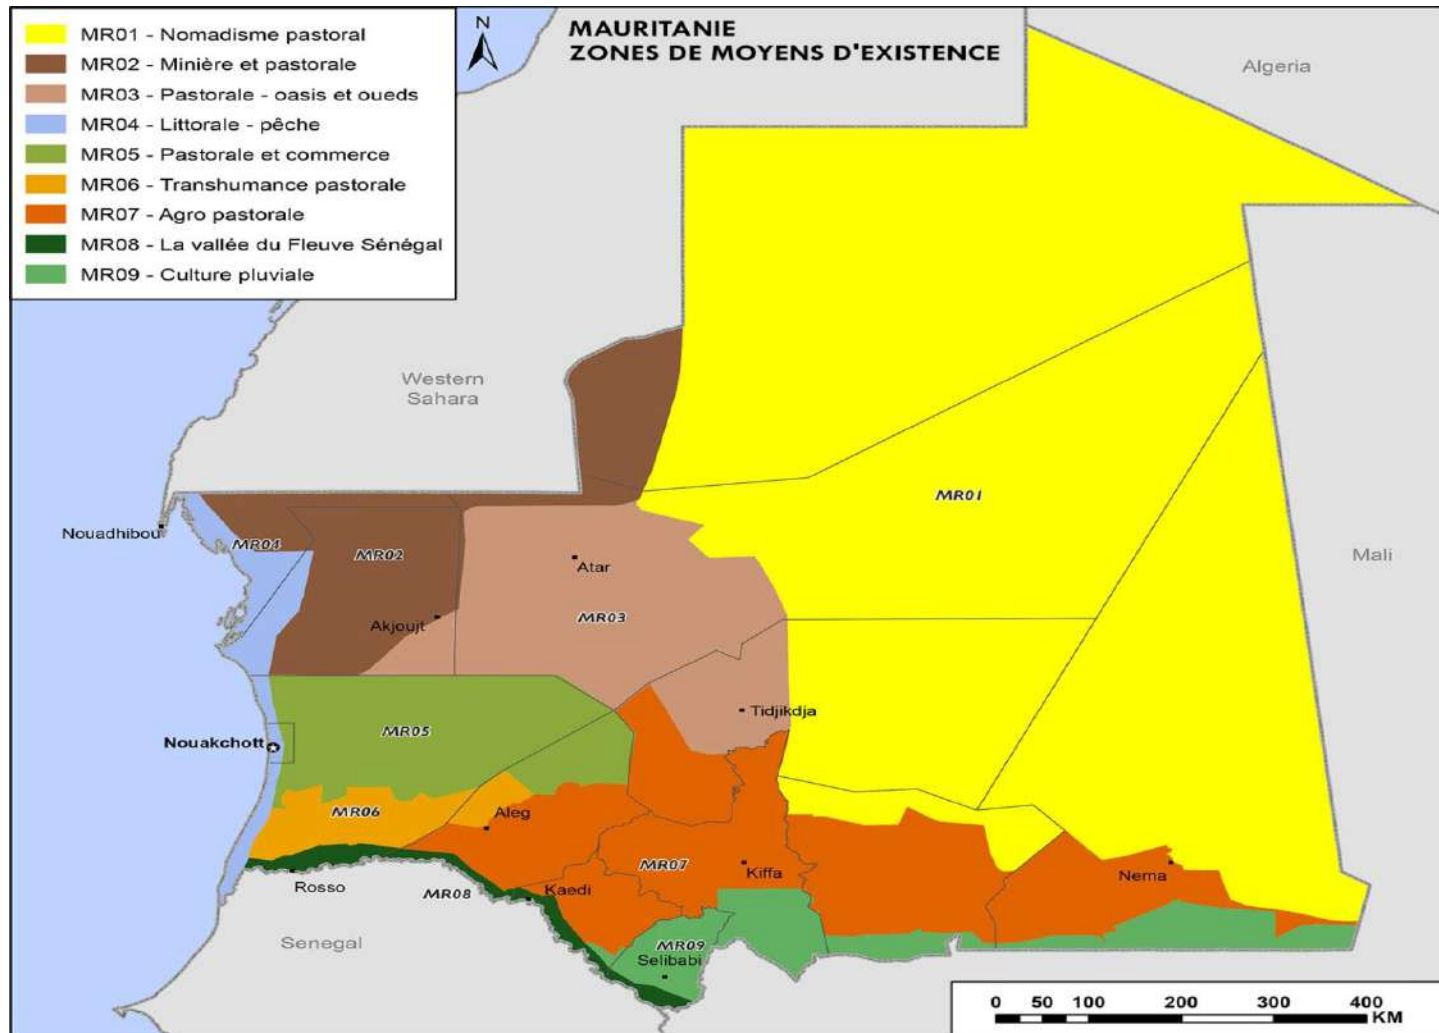 MR01 - Nomadisme pastoral
MR02 - Minière et pastorale
MR03 - Pastorale - oasis et oueds
MR04 - Littorale - pêche
MR05 - Pastorale et commerce
MR06 - Transhumance pastorale
MR07 - Agro pastorale
MR08 - La vallée du Fleuve Sénégal
MR09 - Culture pluviale
N
MAURITANIE
ZONES DE MOYENS D'EXISTENCE
Algeria
Western
Sahara
MR01
Nouadhibou
MR04
MR02
Atar
Mali
Akjoujt
MR03
Tidjikdja
Nouakchott
MR05
MR06
Aleg
MR07
Kiffa
Nema
Rosso
MR08
Kaedi
Senegal
MR09
Selibabi
0 50 100 200 300 400
KM